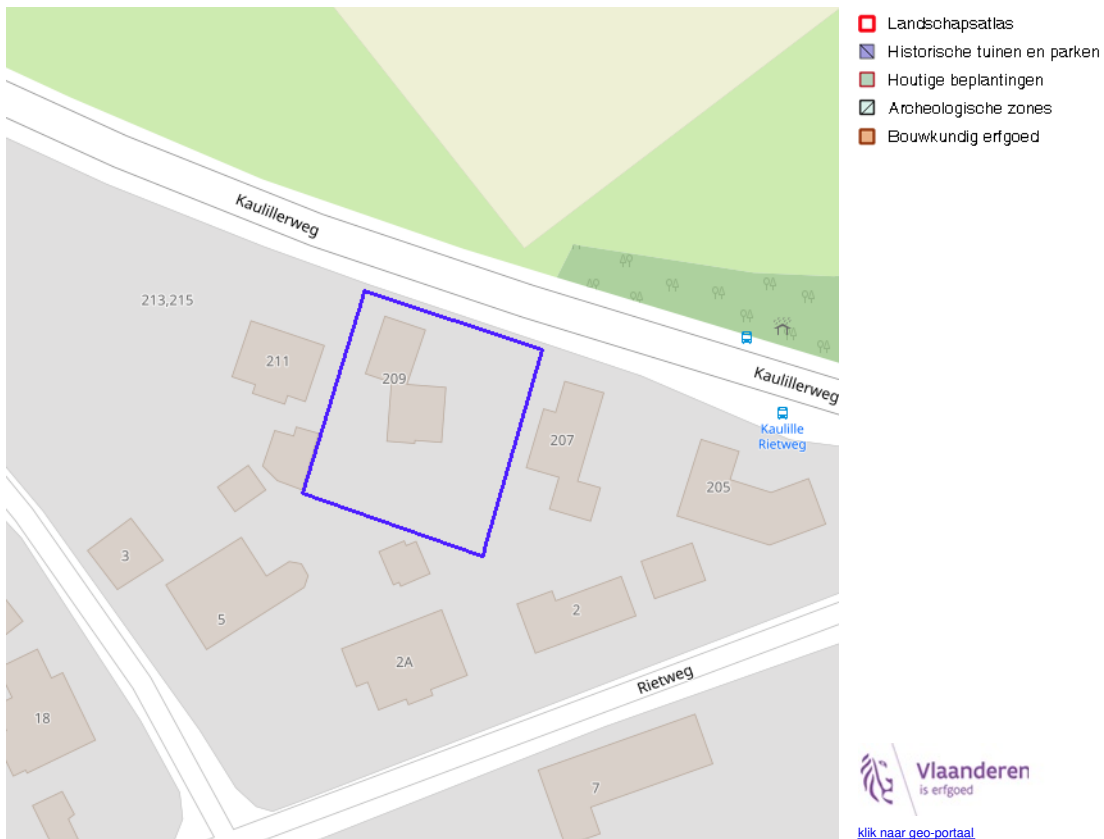 Kaulillerweg
213,215
211
209
207
205
Kaulillerweg
Kaulille
Rietweg
3
5
2
2A
Rietweg
18
7
Landschapsatlas
Historische tuinen en parken
Houtige beplantingen
Archeologische zones
Bouwkundig erfgoed
Vlaanderen
is erfgoed
klik naar geo-portaal